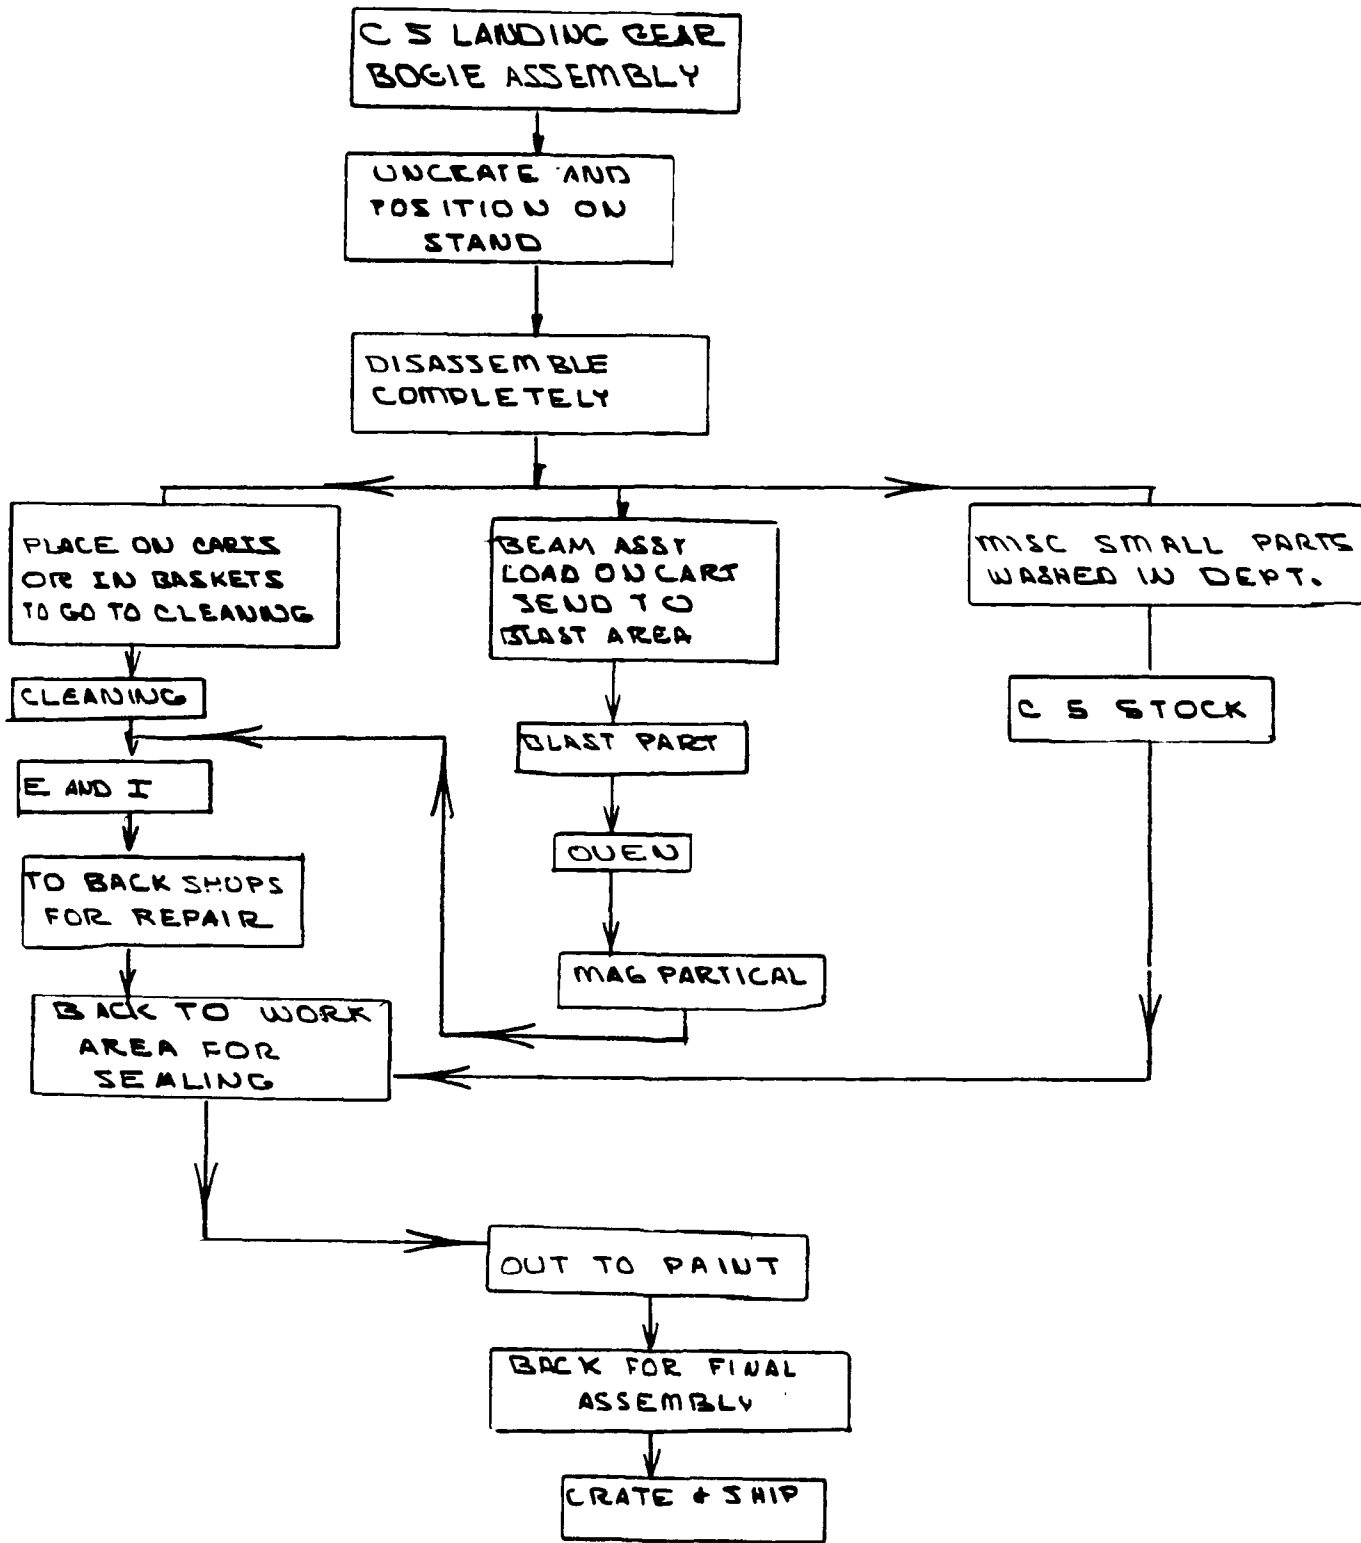 C 5 LANDING GEAR
BOGIE ASSEMBLY
UNCRATE AND
POSITION ON
STAND
DISASSEMBLE
COMPLETELY
PLACE ON CARTS
OR IN BASKETS
TO GO TO CLEANING
BEAM ASSY
LOAD ON CART
SEND TO
BLAST AREA
MISC SMALL PARTS
WASHED IN DEPT.
CLEANING
C 5 STOCK
BLAST PART
E AND I
OVEN
TO BACK SHOPS
FOR REPAIR
MAG PARTICAL
BACK TO WORK
AREA FOR
SEALING
OUT TO PAINT
BACK FOR FINAL
ASSEMBLY
CRATE & SHIP